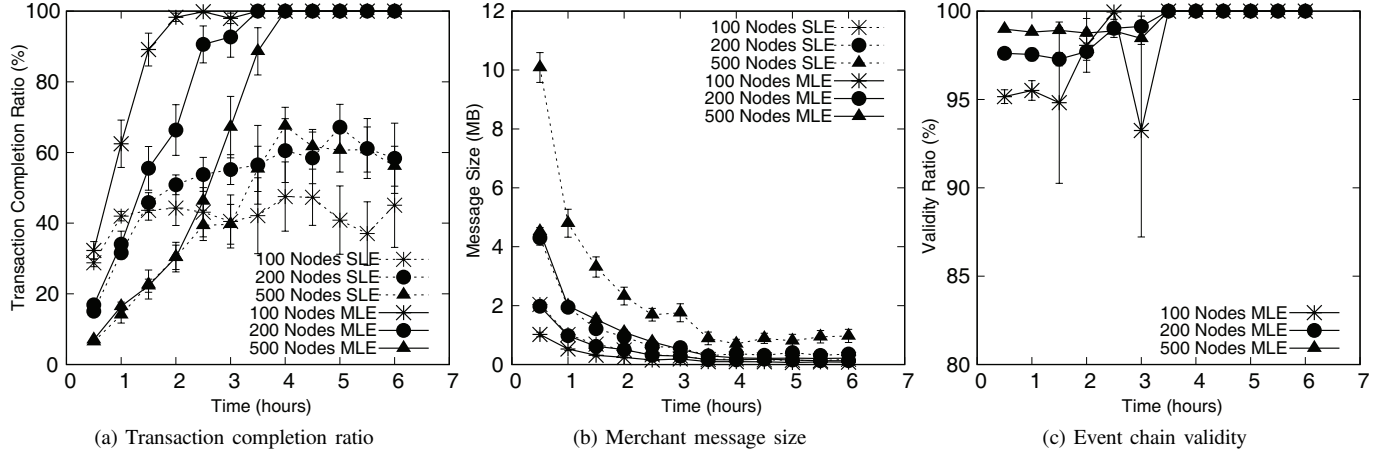 Transaction Completion Ratio (%)
100
80
60
40
20
0
100 Nodes SLE
200 Nodes SLE
500 Nodes SLE
100 Nodes MLE
200 Nodes MLE
500 Nodes MLE
0 1 2 3 4 5 6 7
Time (hours)
(a) Transaction completion ratio
Message Size (MB)
12
10
8
6
4
2
0
100 Nodes SLE
200 Nodes SLE
500 Nodes SLE
100 Nodes MLE
200 Nodes MLE
500 Nodes MLE
0 1 2 3 4 5 6 7
Time (hours)
(b) Merchant message size
Validity Ratio (%)
100
95
90
85
80
100 Nodes MLE
200 Nodes MLE
500 Nodes MLE
0 1 2 3 4 5 6 7
Time (hours)
(c) Event chain validity